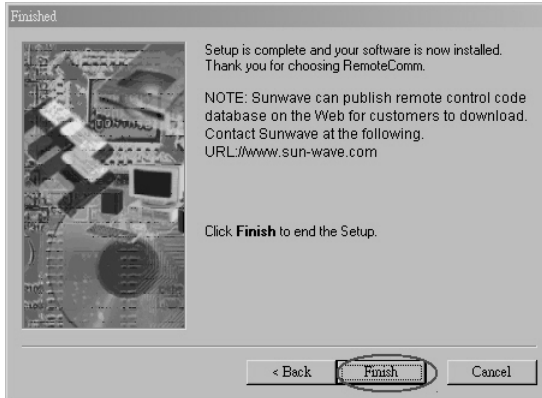 Finished
Setup is complete and your software is now installed.
Thank you for choosing RemoteComm.
NOTE: Sunwave can publish remote control code
database on the Web for customers to download.
Contact Sunwave at the following.
URL://www.sun-wave.com
Click Finish to end the Setup.
< Back
Finish
Cancel